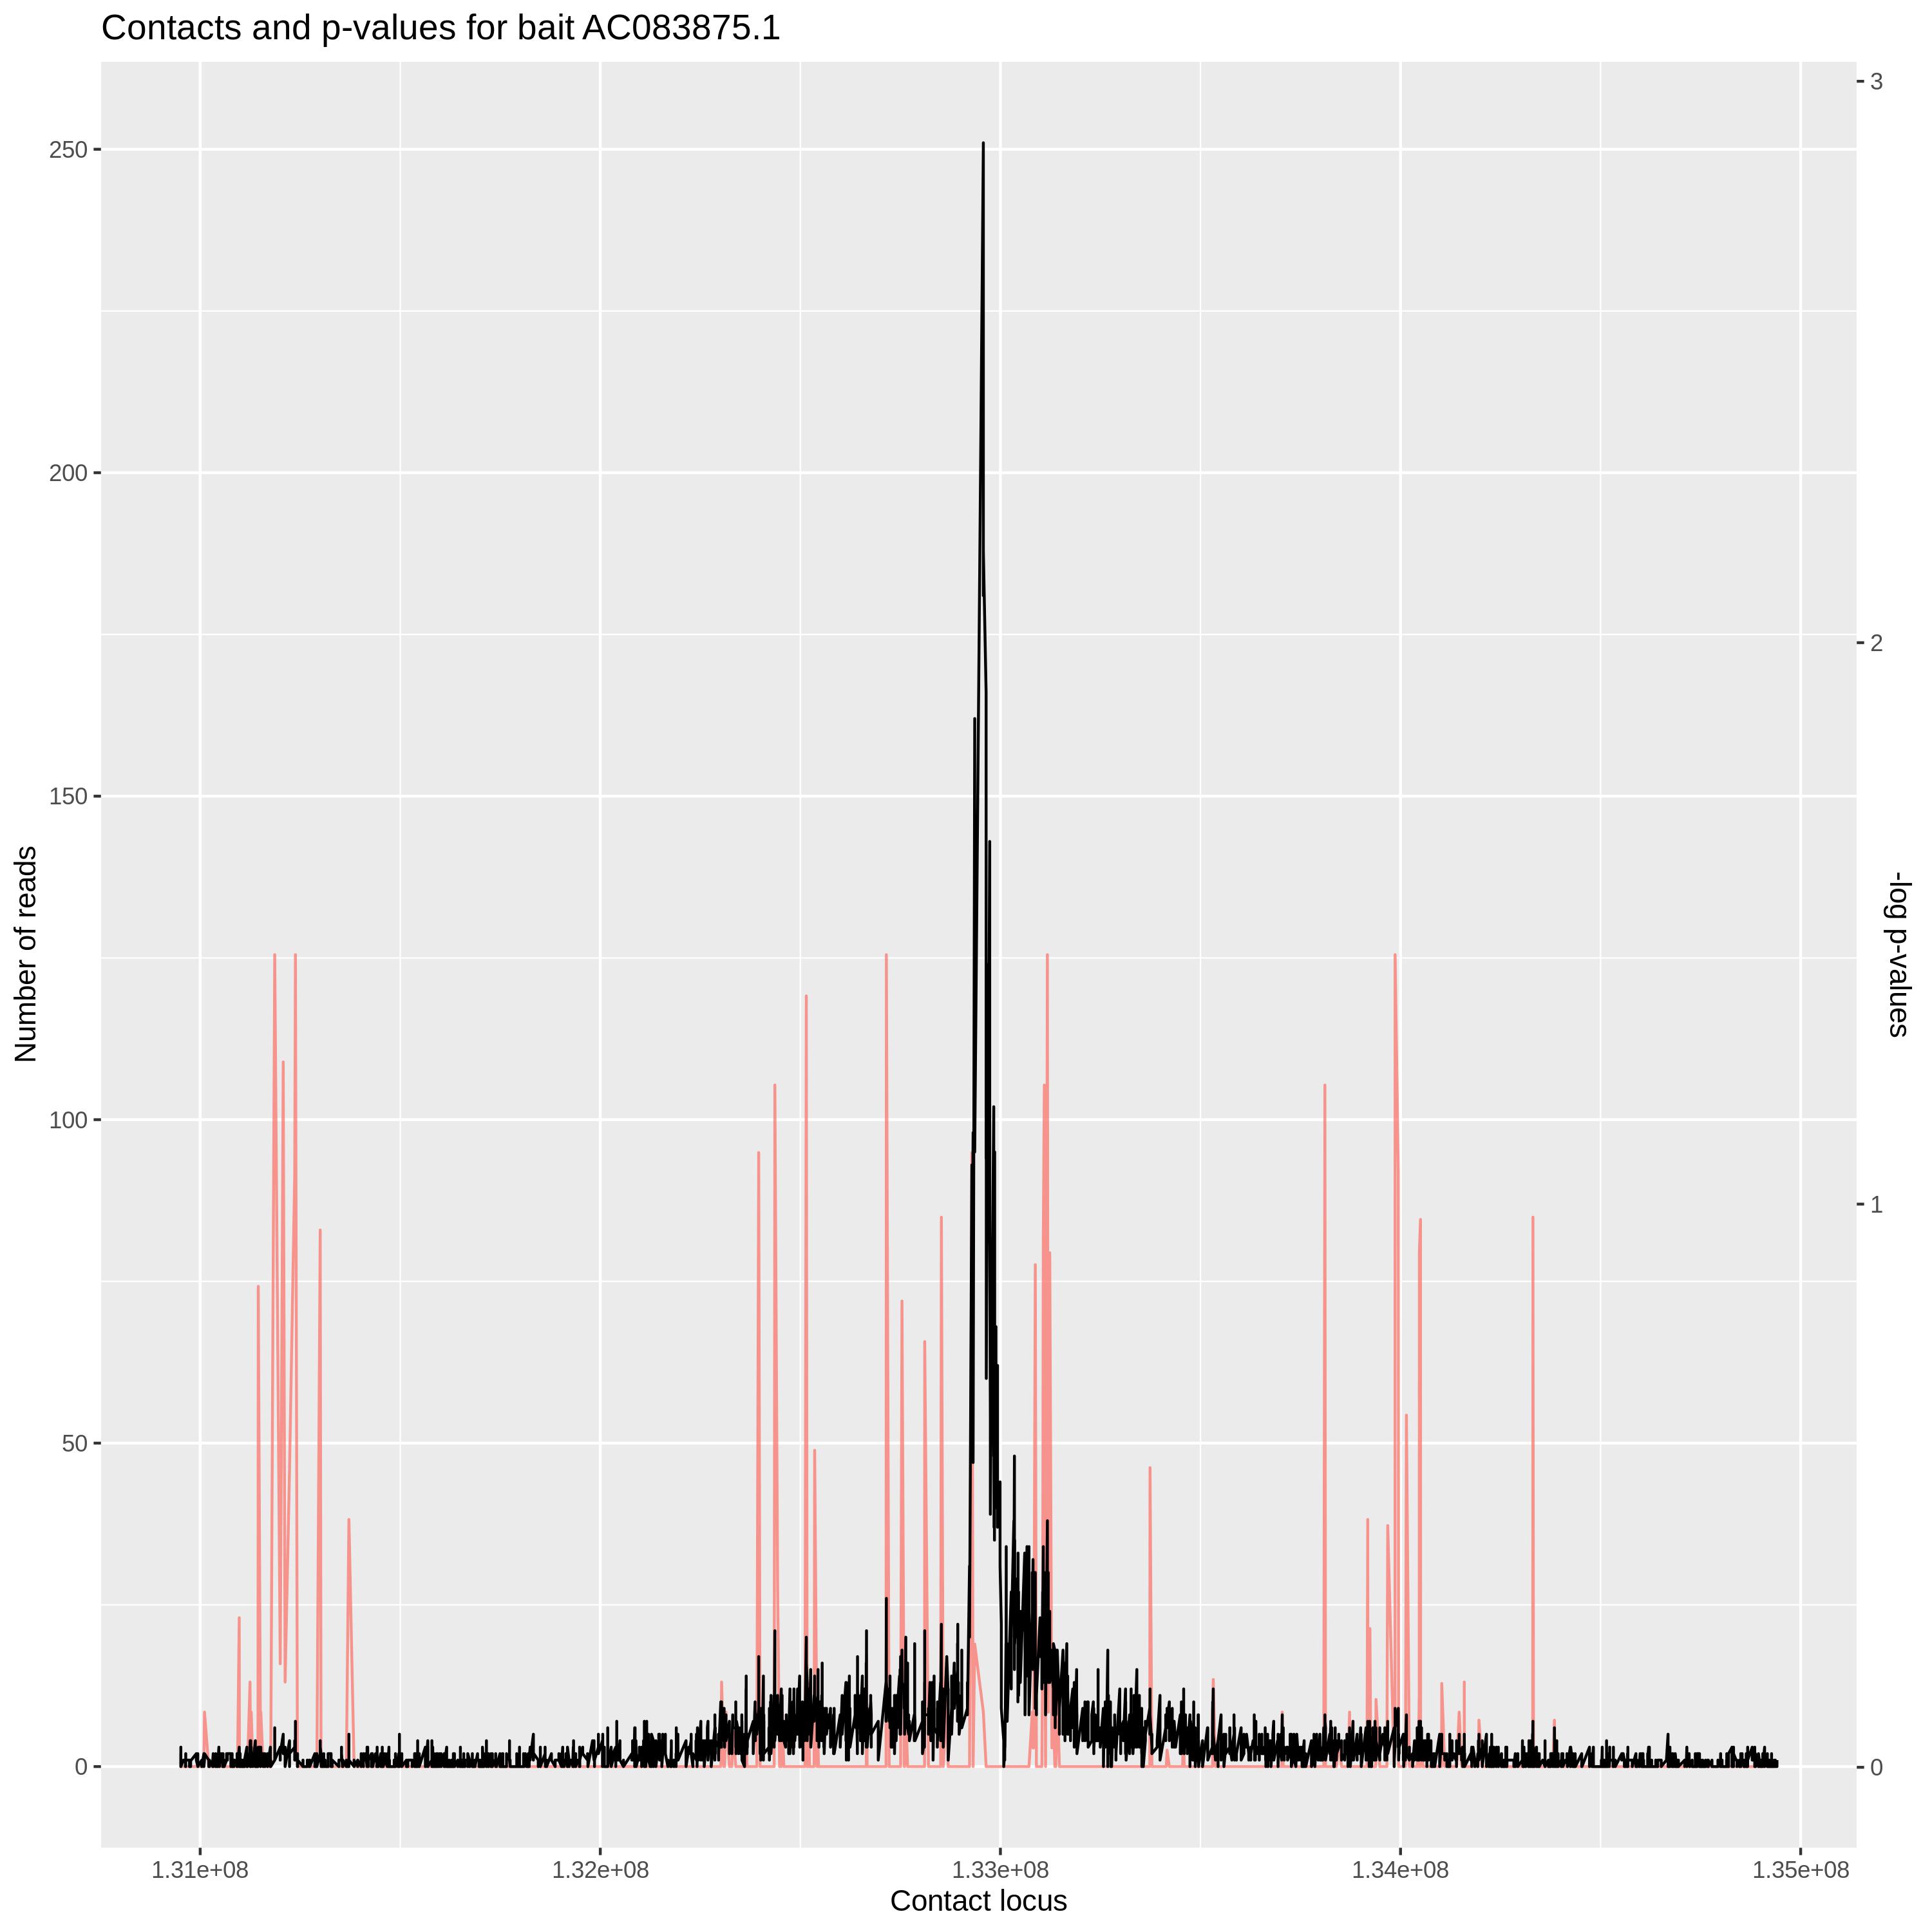 Contacts and p-values for bait AC083875.1
Number of reads
250
200
150
100
50
0
3
2
1
0
-log p-values
1.31e+08
1.32e+08
1.33e+08
1.34e+08
1.35e+08
Contact locus